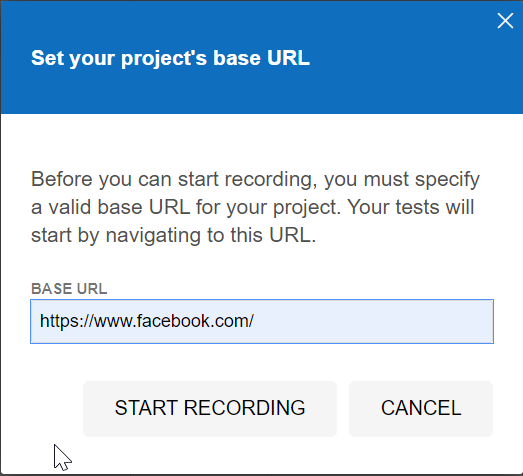 Set your project's base URL
Before you can start recording, you must specify
a valid base URL for your project. Your tests will
start by navigating to this URL.
BASE URL
https://www.facebook.com/
START RECORDING
CANCEL